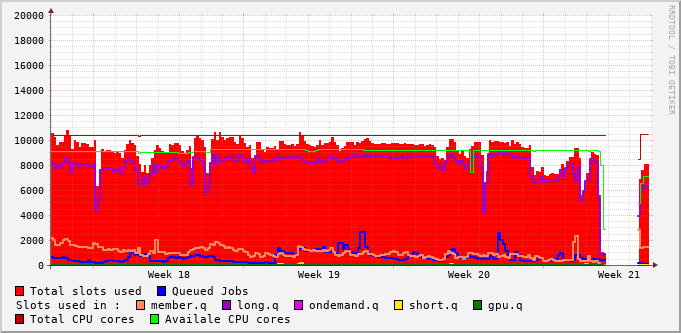 RRDTOOL / TOBI OETIKER
20000
18000
16000
14000
12000
10000
8000
6000
4000
2000
0
Week 18 Week 19 Week 20 Week 21
Total slots used Queued Jobs
Slots used in : member.q long.q ondemand.q short.q gpu.q
Total CPU cores Availale CPU cores